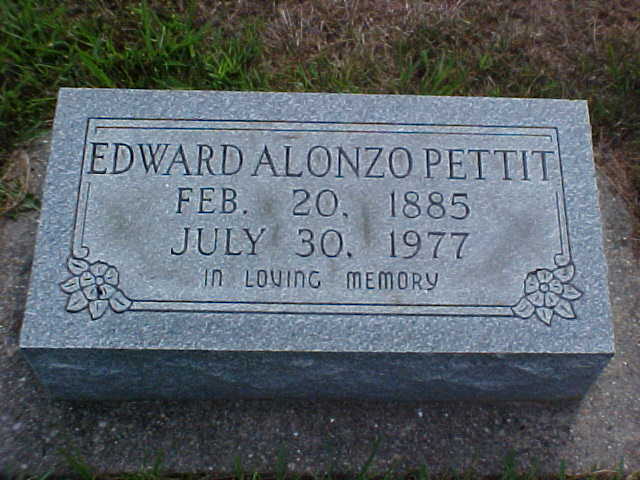 EDWARD ALONZO PETTIT
FEB. 20, 1885
JULY 30, 1977
IN LOVING MEMORY